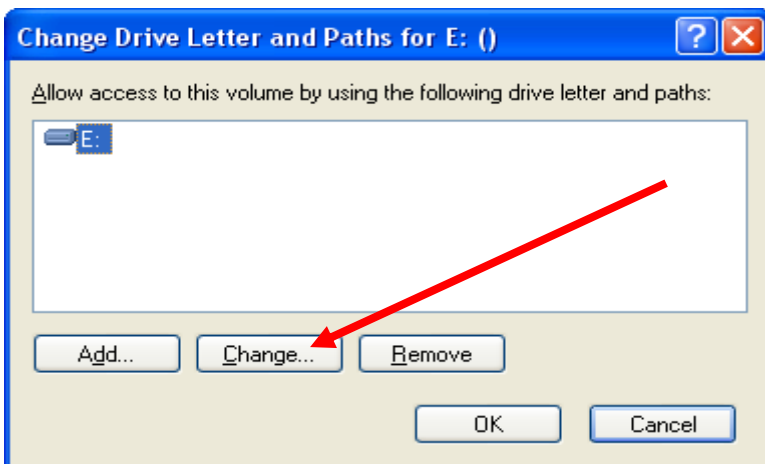 Change Drive Letter and Paths for E: ()
Allow access to this volume by using the following drive letter and paths:
E:
Add... Change... Remove
OK Cancel